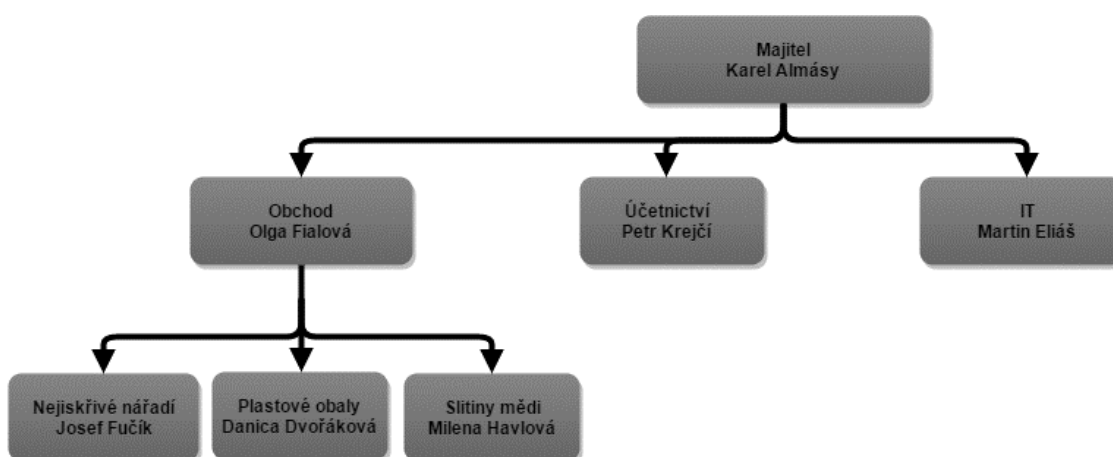 Majitel
Karel Almásy
Obchod
Olga Fialová
Účetnictví
Petr Krejčí
IT
Martin Eliáš
Nejiskřivé nářadí
Josef Fučík
Plastové obaly
Danica Dvořáková
Slitiny mědi
Milena Havlová